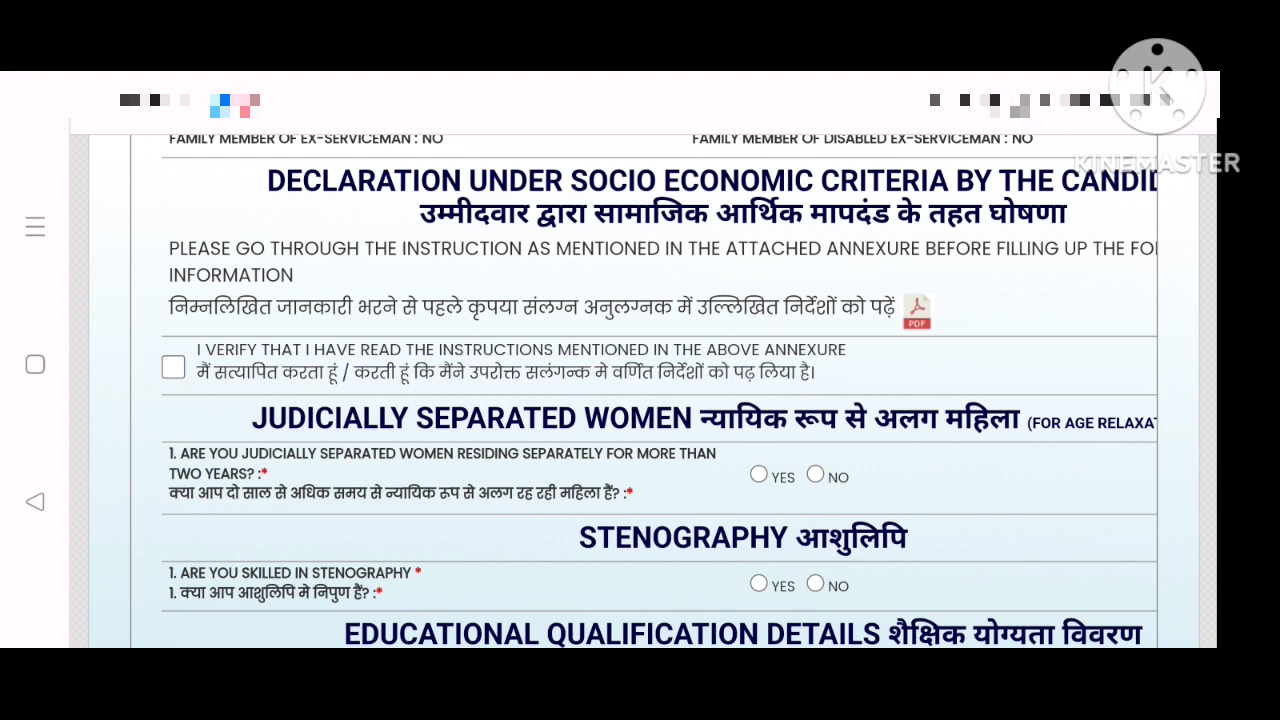 KINEMASTER
FAMILY MEMBER OF EX-SERVICEMAN : NO FAMILY MEMBER OF DISABLED EX-SERVICEMAN : NO
DECLARATION UNDER SOCIO ECONOMIC CRITERIA BY THE
उम्मीदवार द्वारा सामाजिक आर्थिक मापदंड के तहत घोषणा
PLEASE GO THROUGH THE INSTRUCTION AS MENTIONED IN THE ATTACHED ANNEXURE BEFORE FILLING UP THE
INFORMATION
निम्नलिखित जानकारी भरने से पहले कृपया संलग्न अनुलग्नक में उल्लिखित निर्देशों को पढ़ें PDF
I VERIFY THAT I HAVE READ THE INSTRUCTIONS MENTIONED IN THE ABOVE ANNEXURE
मैं सत्यापित करता हूं / करती हूं कि मैंने उपरोक्त सलंगन्क मे वर्णित निर्देशों को पढ़ लिया है।
JUDICIALLY SEPARATED WOMEN न्यायिक रूप से अलग महिला (FOR AGE
1. ARE YOU JUDICIALLY SEPARATED WOMEN RESIDING SEPARATELY FOR MORE THAN
TWO YEARS? :* YES NO
क्या आप दो साल से अधिक समय से न्यायिक रूप से अलग रह रही महिला हैं? :*
STENOGRAPHY आशुलिपि
1. ARE YOU SKILLED IN STENOGRAPHY *
YES NO
1. क्या आप आशुलिपि मे निपुण हैं? :*
EDUCATIONAL QUALIFICATION DETAILS शैक्षिक योग्यता विवरण